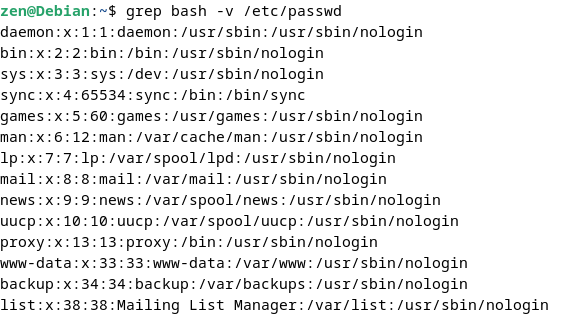 zen@Debian:~$ grep bash -v /etc/passwd
daemon:x:1:1:daemon:/usr/sbin:/usr/sbin/nologin
bin:x:2:2:bin:/bin:/usr/sbin/nologin
sys:x:3:3:sys:/dev:/usr/sbin/nologin
sync:x:4:65534:sync:/bin:/bin/sync
games:x:5:60:games:/usr/games:/usr/sbin/nologin
man:x:6:12:man:/var/cache/man:/usr/sbin/nologin
lp:x:7:7:lp:/var/spool/lpd:/usr/sbin/nologin
mail:x:8:8:mail:/var/mail:/usr/sbin/nologin
news:x:9:9:news:/var/spool/news:/usr/sbin/nologin
uucp:x:10:10:uucp:/var/spool/uucp:/usr/sbin/nologin
proxy:x:13:13:proxy:/bin:/usr/sbin/nologin
www-data:x:33:33:www-data:/var/www:/usr/sbin/nologin
backup:x:34:34:backup:/var/backups:/usr/sbin/nologin
list:x:38:38:Mailing List Manager:/var/list:/usr/sbin/nologin